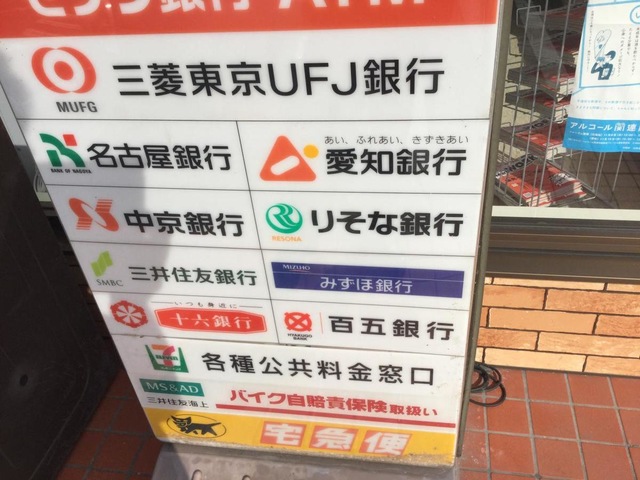 三菱東京UFJ銀行
MUFG
名古屋銀行
BANK OF NAGOYA
あい、ふれあい、きずきあい
愛知銀行
中京銀行
りそな銀行
RESONA
三井住友銀行
SMBC
MIZUHO
みずほ銀行
いつも身近に
十六銀行
百五銀行
HYAKUGO BANK
各種公共料金窓口
MS&AD
三井住友海上
バイク自賠責保険取扱い
宅急便